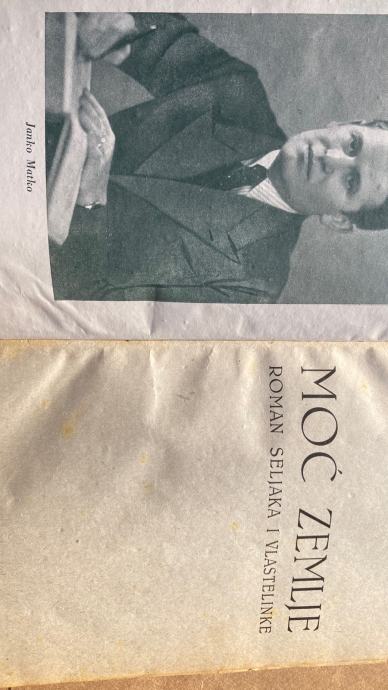 Janko Matko
MOĆ ZEMLJE
ROMAN SELJAKA I VLASTELINKE